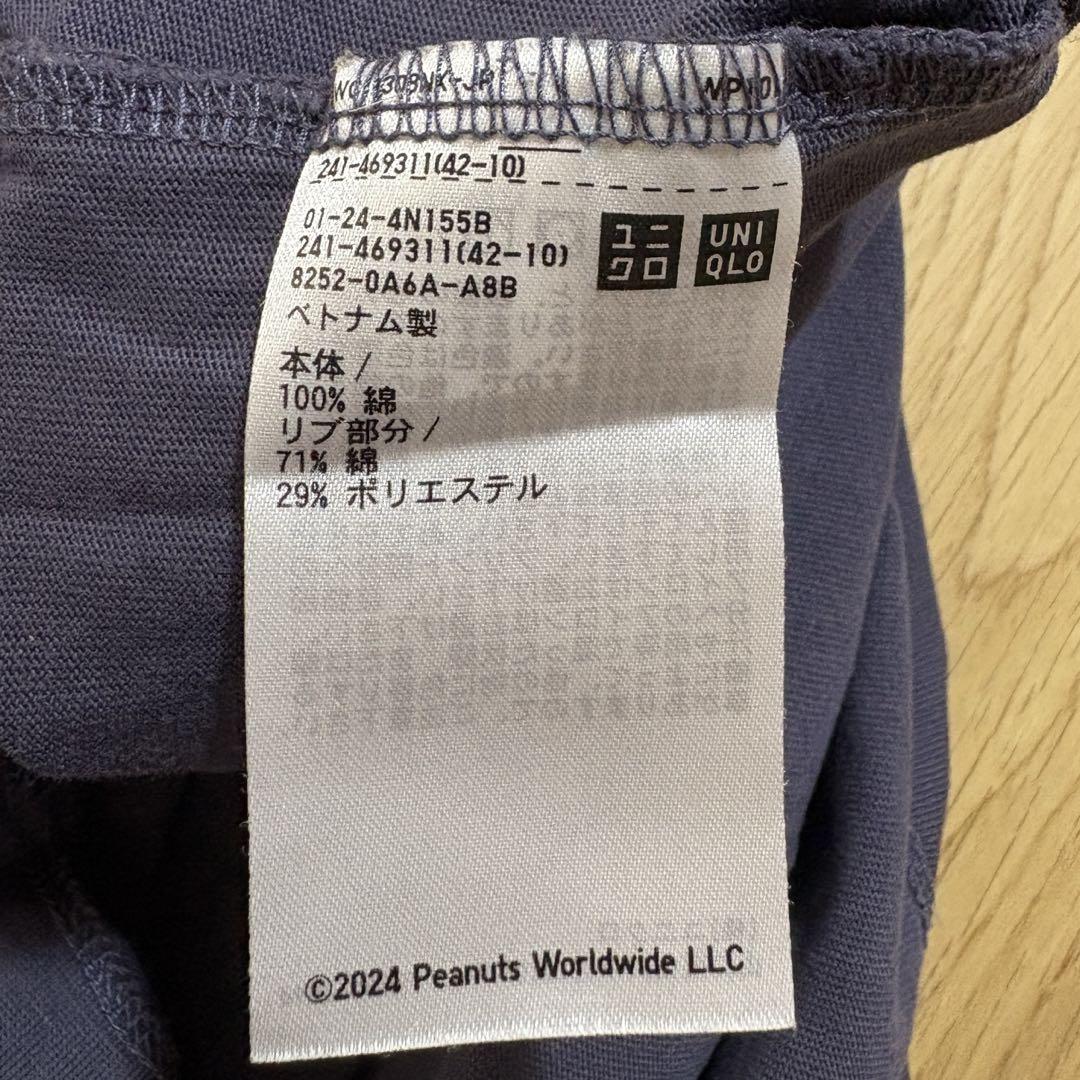 241-469311(42-10)
01-24-4N155B
241-469311(42-10)
8252-0A6A-A8B
ユニ
クロ
UNI
QLO
ベトナム製
本体/
100% 綿
リブ部分/
71% 綿
29% ポリエステル
©2024 Peanuts Worldwide LLC